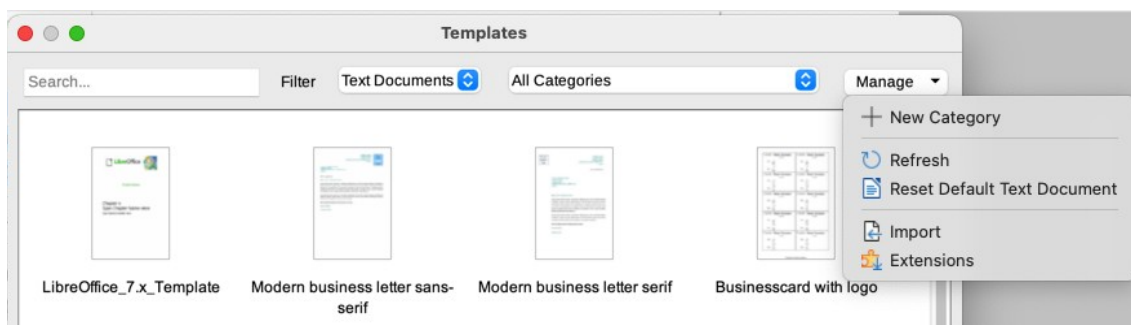 Templates
Search...
Filter
Text Documents
All Categories
Manage
New Category
Refresh
Reset Default Text Document
Import
Extensions
LibreOffice
LibreOffice_7.x_Template
Modern business letter sans-
serif
Modern business letter serif
Businesscard with logo